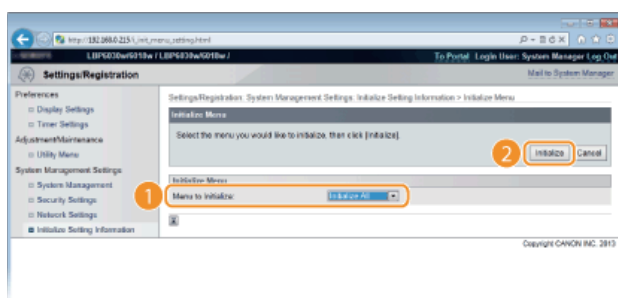 http://192.168.0.215/i_init_menu_setting.html
LBP6030w/6018w / LBP6030w/6018w /
To Portal Login User: System Manager Log Out
Settings/Registration
Mail to System Manager
Preferences
Display Settings
Timer Settings
Adjustment/Maintenance
Utility Menu
System Management Settings
System Management
Security Settings
Network Settings
Initialize Setting Information
Settings/Registration: System Management Settings: Initialize Setting Information > Initialize Menu
Initialize Menu
Select the menu you would like to initialize, then click [Initialize].
2
Initialize Cancel
Initialize Menu
1
Menu to Initialize: Initialize All
Copyright CANON INC. 2013